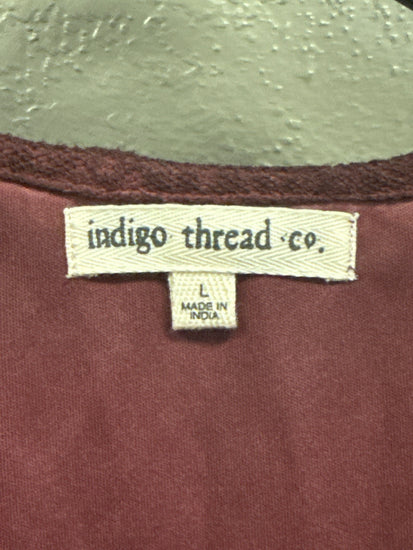 indigo thread ·co.
L
MADE IN
INDIA